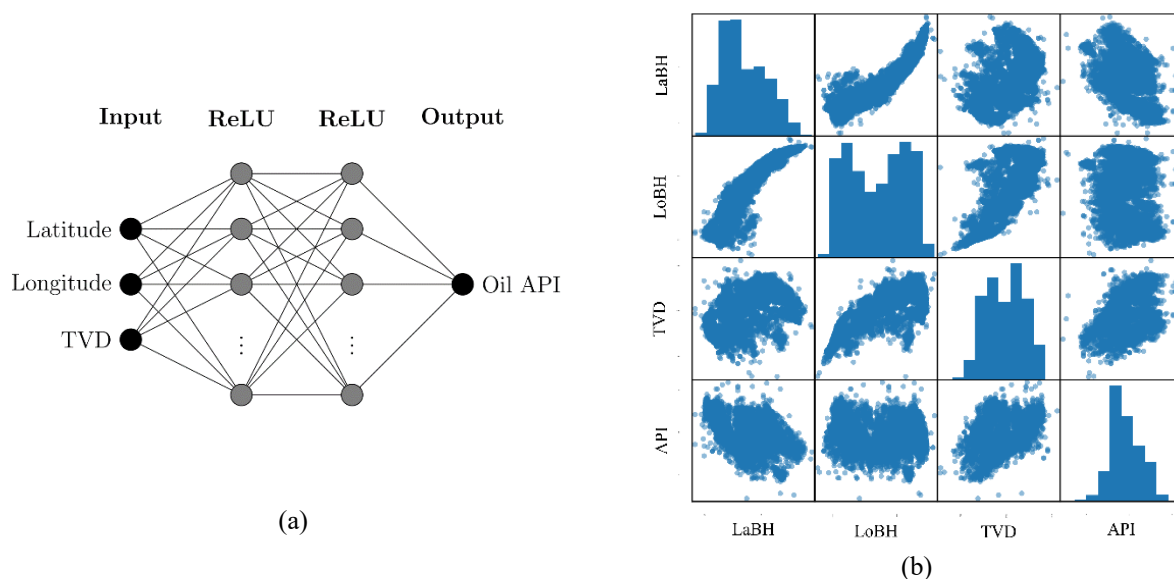 Input ReLU ReLU Output
Latitude
Longitude
TVD
Oil API
(a)
LaBH
LoBH
TVD
API
LaBH LoBH TVD API
(b)